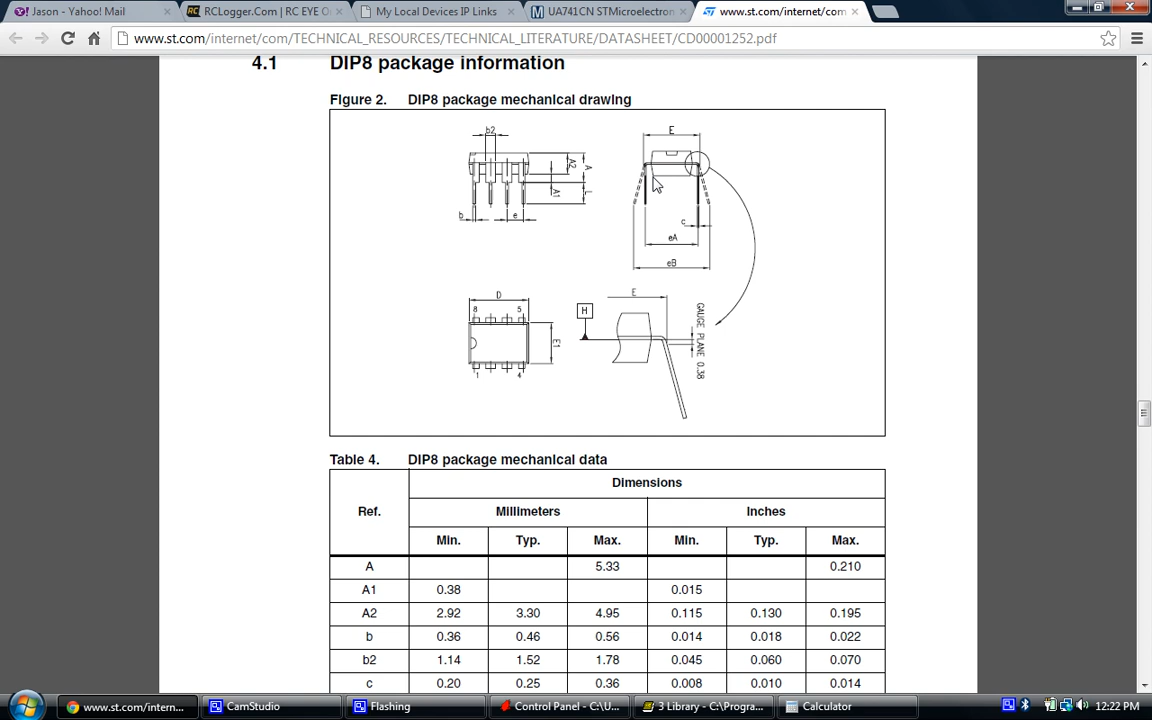 Jason - Yahoo! Mail
RCLogger.Com | RC EYE O
My Local Devices IP Links
UA741CN STMicroelectron
www.st.com/internet/com
www.st.com/internet/com/TECHNICAL_RESOURCES/TECHNICAL_LITERATURE/DATASHEET/CD00001252.pdf
4.1 DIP8 package information
Figure 2. DIP8 package mechanical drawing
b2
A2
A
A1
L
b
e
E
c
eA
eB
D
8 5
E1
1 4
H
E
GAUGE PLANE 0.38
Table 4. DIP8 package mechanical data
Ref. Dimensions
Millimeters Inches
Min. Typ. Max. Min. Typ. Max.
A 5.33 0.210
A1 0.38 0.015
A2 2.92 3.30 4.95 0.115 0.130 0.195
b 0.36 0.46 0.56 0.014 0.018 0.022
b2 1.14 1.52 1.78 0.045 0.060 0.070
c 0.20 0.25 0.36 0.008 0.010 0.014
www.st.com/intern...
CamStudio
Flashing
Control Panel - C:\U...
3 Library - C:\Progra...
Calculator
12:22 PM